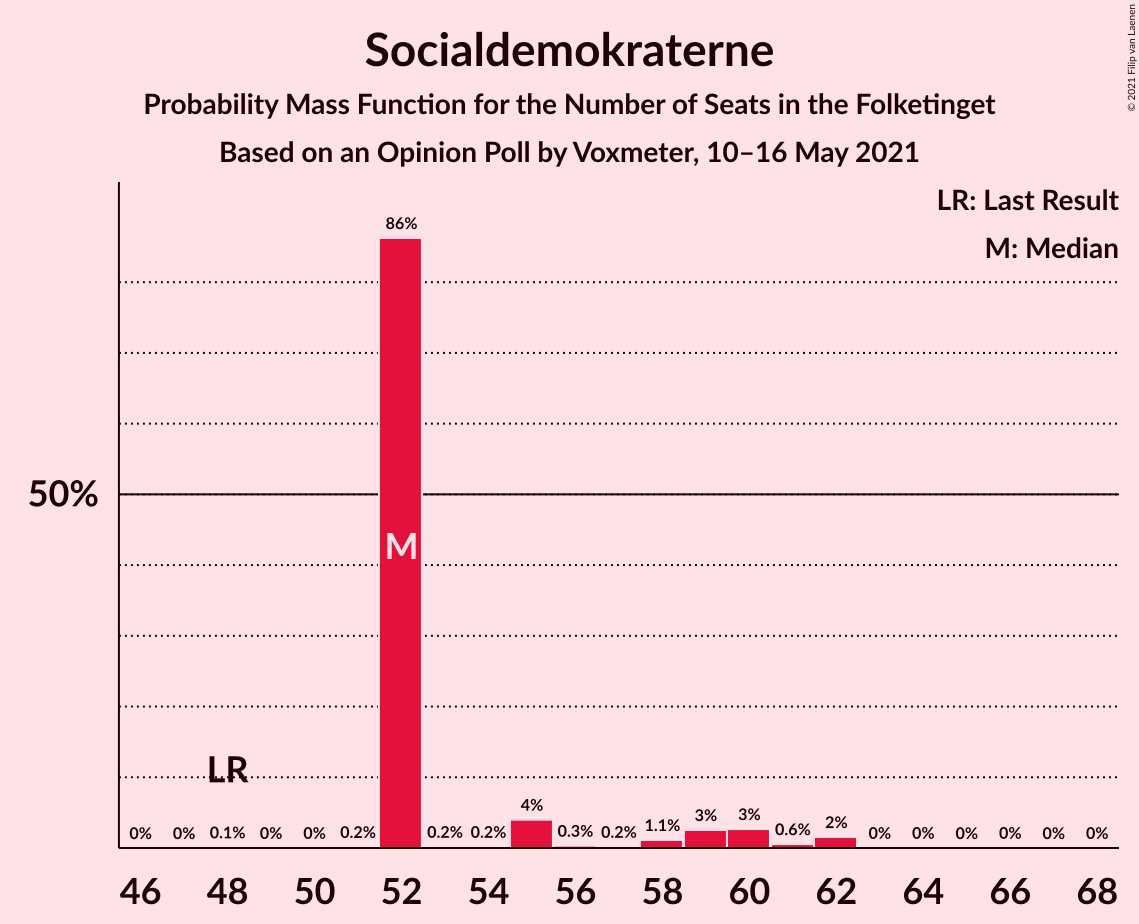 Socialdemokraterne
Probability Mass Function for the Number of Seats in the Folketinget
Based on an Opinion Poll by Voxmeter, 10–16 May 2021
© 2021 Filip van Laenen
LR: Last Result
M: Median
86%
50%
M
LR
0% 0% 0.1% 0% 0% 0.2% 0.2% 0.2% 4% 0.3% 0.2% 1.1% 3% 3% 0.6% 2% 0% 0% 0% 0% 0% 0%
46 48 50 52 54 56 58 60 62 64 66 68